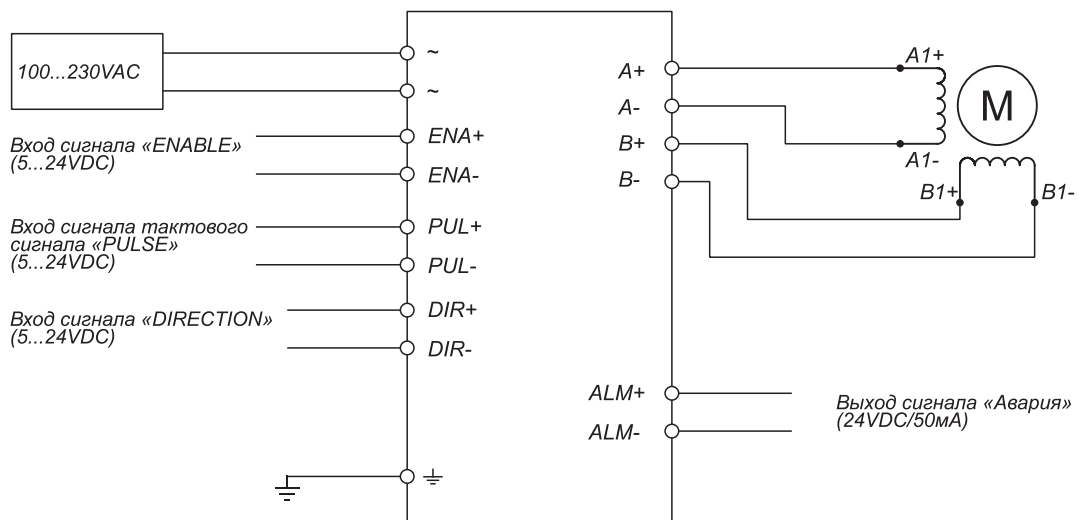 100...230VAC
~
~
Вход сигнала «ENABLE»
(5...24VDC)
ENA+
ENA-
Вход сигнала тактового
сигнала «PULSE»
(5...24VDC)
PUL+
PUL-
Вход сигнала «DIRECTION»
(5...24VDC)
DIR+
DIR-
A+
A-
B+
B-
A1+
A1-
M
B1+
B1-
ALM+
ALM-
Выход сигнала «Авария»
(24VDC/50мА)